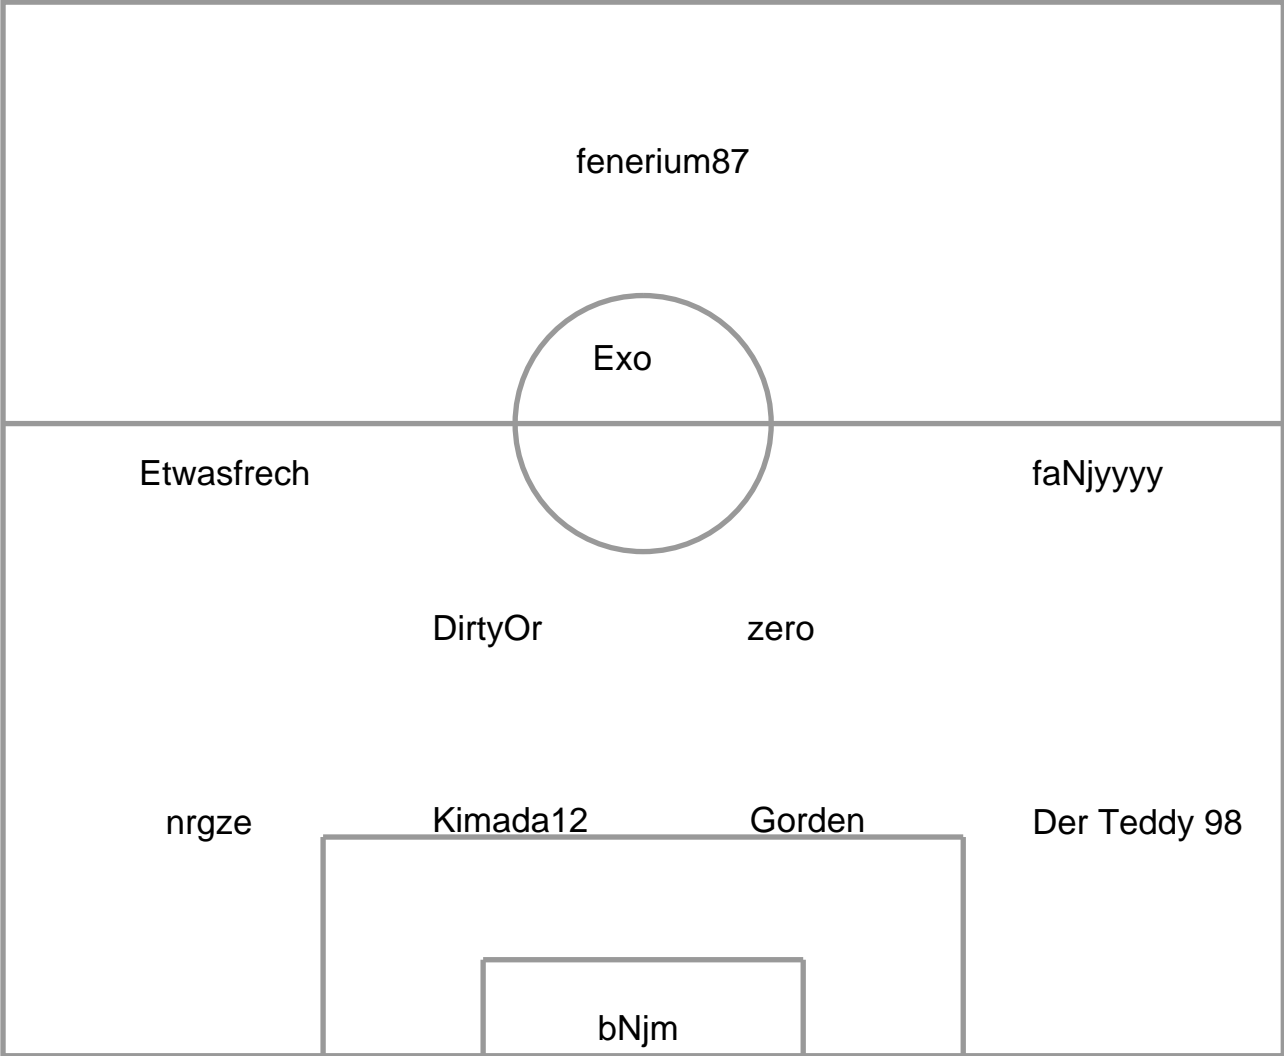 fenerium87
Exo
Etwasfrech
faNjyyyy
DirtyOr
zero
nrgze
Kimada12
Gorden
Der Teddy 98
bNjm